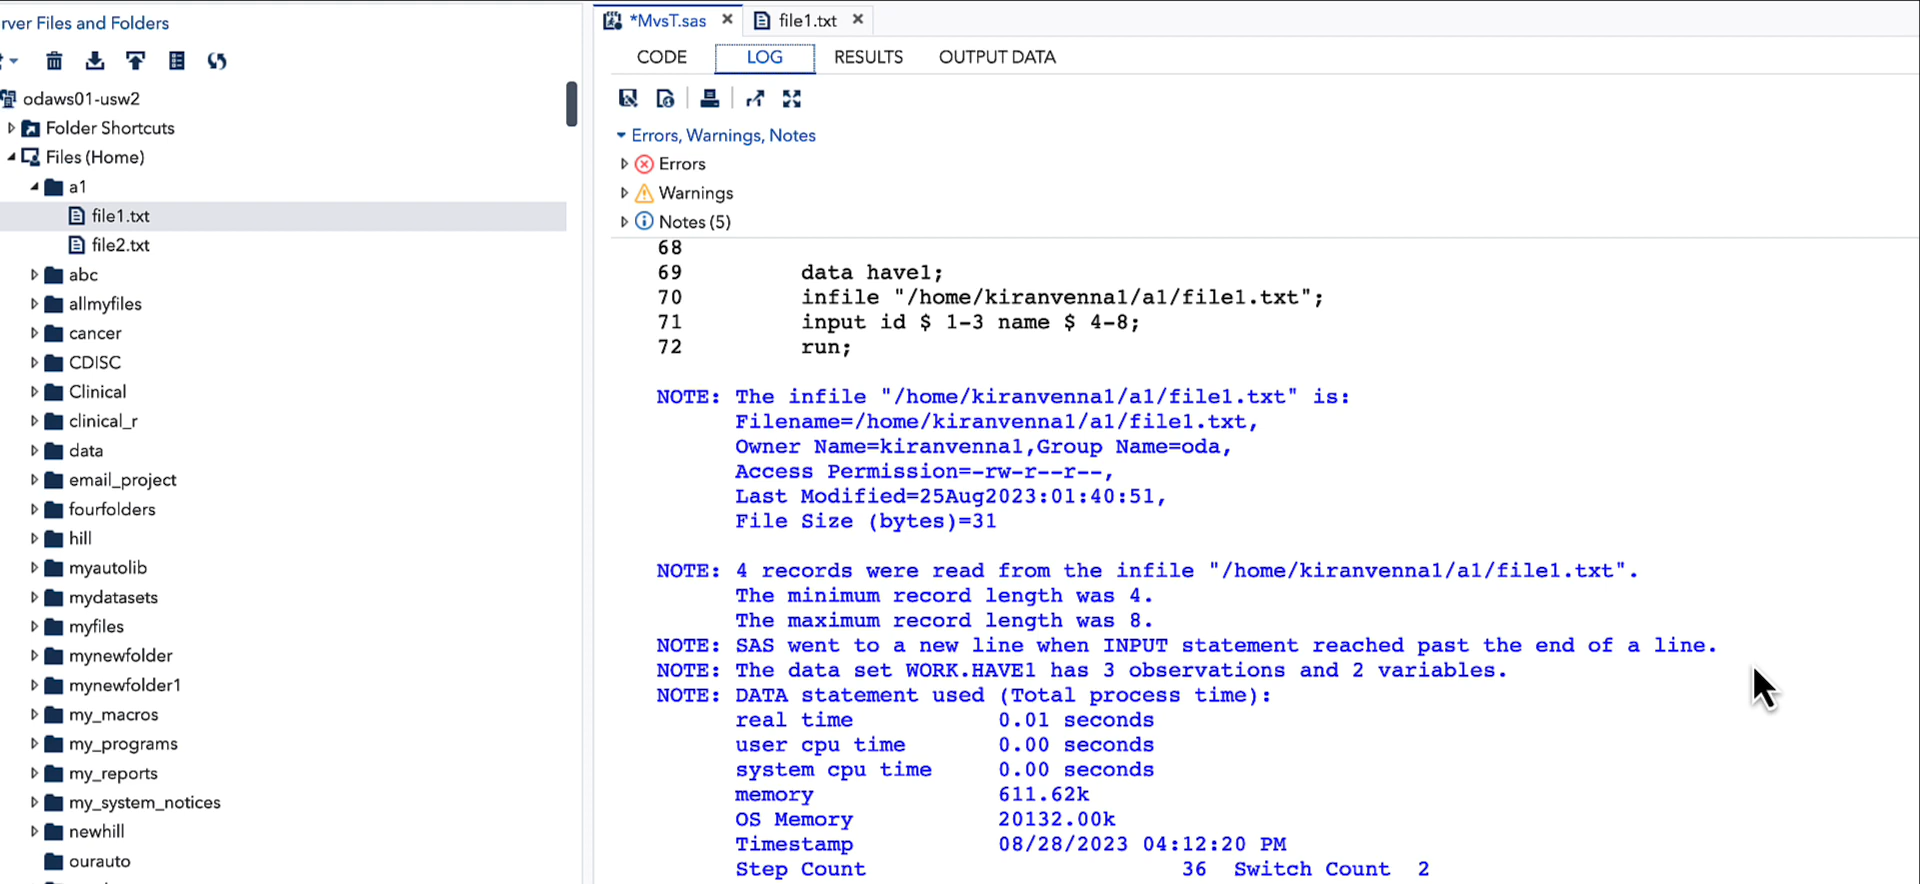 rver Files and Folders
odaws01-usw2
Folder Shortcuts
Files (Home)
a1
file1.txt
file2.txt
abc
allmyfiles
cancer
CDISC
Clinical
clinical_r
data
email_project
fourfolders
hill
myautolib
mydatasets
myfiles
mynewfolder
mynewfolder1
my_macros
my_programs
my_reports
my_system_notices
newhill
ourauto
*MvsT.sas
file1.txt
CODE LOG RESULTS OUTPUT DATA
Errors, Warnings, Notes
Errors
Warnings
Notes (5)
68
69 data have1;
70 infile "/home/kiranvenna1/a1/file1.txt";
71 input id $ 1-3 name $ 4-8;
72 run;
NOTE: The infile "/home/kiranvenna1/a1/file1.txt" is:
Filename=/home/kiranvenna1/a1/file1.txt,
Owner Name=kiranvenna1,Group Name=oda,
Access Permission=-rw-r--r--,
Last Modified=25Aug2023:01:40:51,
File Size (bytes)=31
NOTE: 4 records were read from the infile "/home/kiranvenna1/a1/file1.txt".
The minimum record length was 4.
The maximum record length was 8.
NOTE: SAS went to a new line when INPUT statement reached past the end of a line.
NOTE: The data set WORK.HAVE1 has 3 observations and 2 variables.
NOTE: DATA statement used (Total process time):
real time 0.01 seconds
user cpu time 0.00 seconds
system cpu time 0.00 seconds
memory 611.62k
OS Memory 20132.00k
Timestamp 08/28/2023 04:12:20 PM
Step Count 36 Switch Count 2